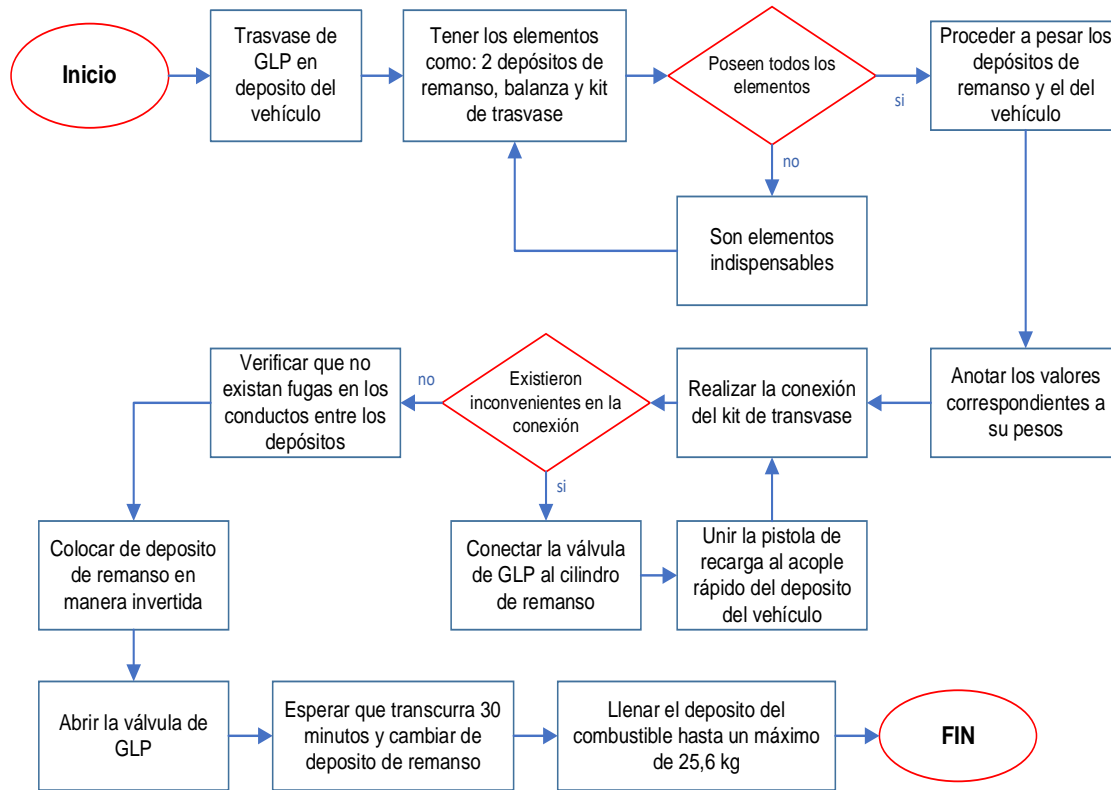 Inicio
Trasvase de
GLP en
deposito del
vehículo
Tener los elementos
como: 2 depósitos de
remanso, balanza y kit
de trasvase
Poseen todos los
elementos
si
Proceder a pesar los
depósitos de
remanso y el del
vehículo
no
Son elementos
indispensables
Anotar los valores
correspondientes a
su pesos
Realizar la conexión
del kit de transvase
Existieron
inconvenientes en la
conexión
no
Verificar que no
existan fugas en los
conductos entre los
depósitos
si
Conectar la válvula
de GLP al cilindro
de remanso
Unir la pistola de
recarga al acople
rápido del deposito
del vehículo
Colocar de deposito
de remanso en
manera invertida
Abrir la válvula de
GLP
Esperar que transcurra 30
minutos y cambiar de
deposito de remanso
Llenar el deposito del
combustible hasta un máximo
de 25,6 kg
FIN